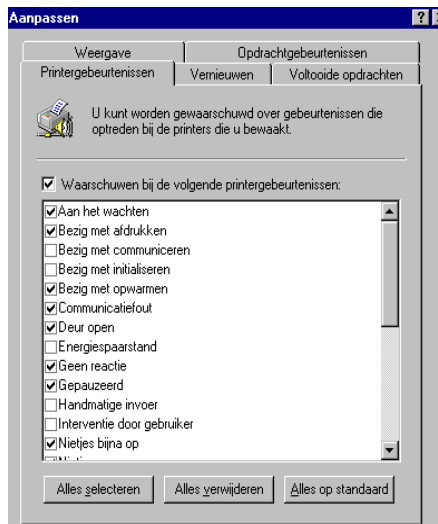 Aanpassen
Weergave
Opdrachtgebeurtenissen
Printergebeurtenissen
Vernieuwen
Voltooide opdrachten
U kunt worden gewaarschuwd over gebeurtenissen die
optreden bij de printers die u bewaakt.
Waarschuwen bij de volgende printergebeurtenissen:
Aan het wachten
Bezig met afdrukken
Bezig met communiceren
Bezig met initialiseren
Bezig met opwarmen
Communicatiefout
Deur open
Energiespaarstand
Geen reactie
Gepauzeerd
Handmatige invoer
Interventie door gebruiker
Nietjes bijna op
Alles selecteren
Alles verwijderen
Alles op standaard